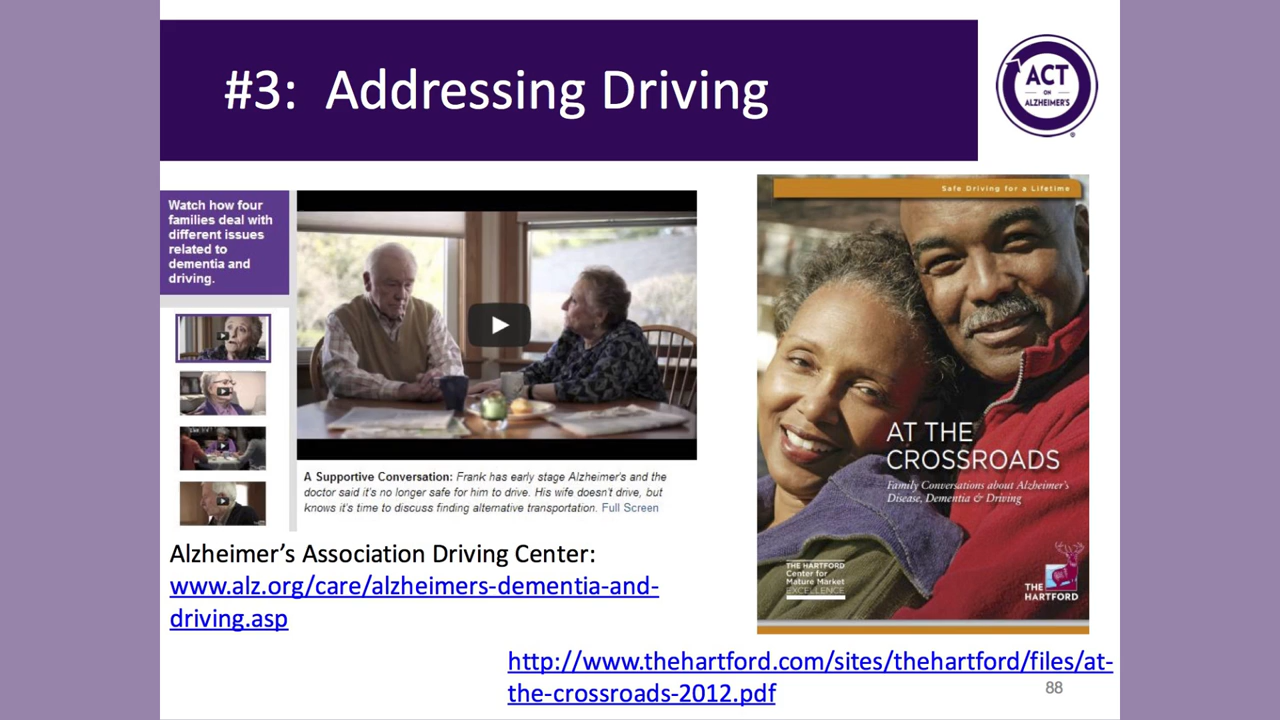 #3: Addressing Driving
ACT
ON
ALZHEIMER'S
®
Watch how four
families deal with
different issues
related to
dementia and
driving.
A Supportive Conversation: Frank has early stage Alzheimer's and the
doctor said it's no longer safe for him to drive. His wife doesn't drive, but
knows it's time to discuss finding alternative transportation. Full Screen
Safe Driving for a Lifetime
AT THE
CROSSROADS
Family Conversations about Alzheimer's
Disease, Dementia & Driving
THE HARTFORD
Center for
Mature Market
EXCELLENCE
THE
HARTFORD
Alzheimer's Association Driving Center:
www.alz.org/care/alzheimers-dementia-and-
driving.asp
http://www.thehartford.com/sites/thehartford/files/at-
the-crossroads-2012.pdf
88